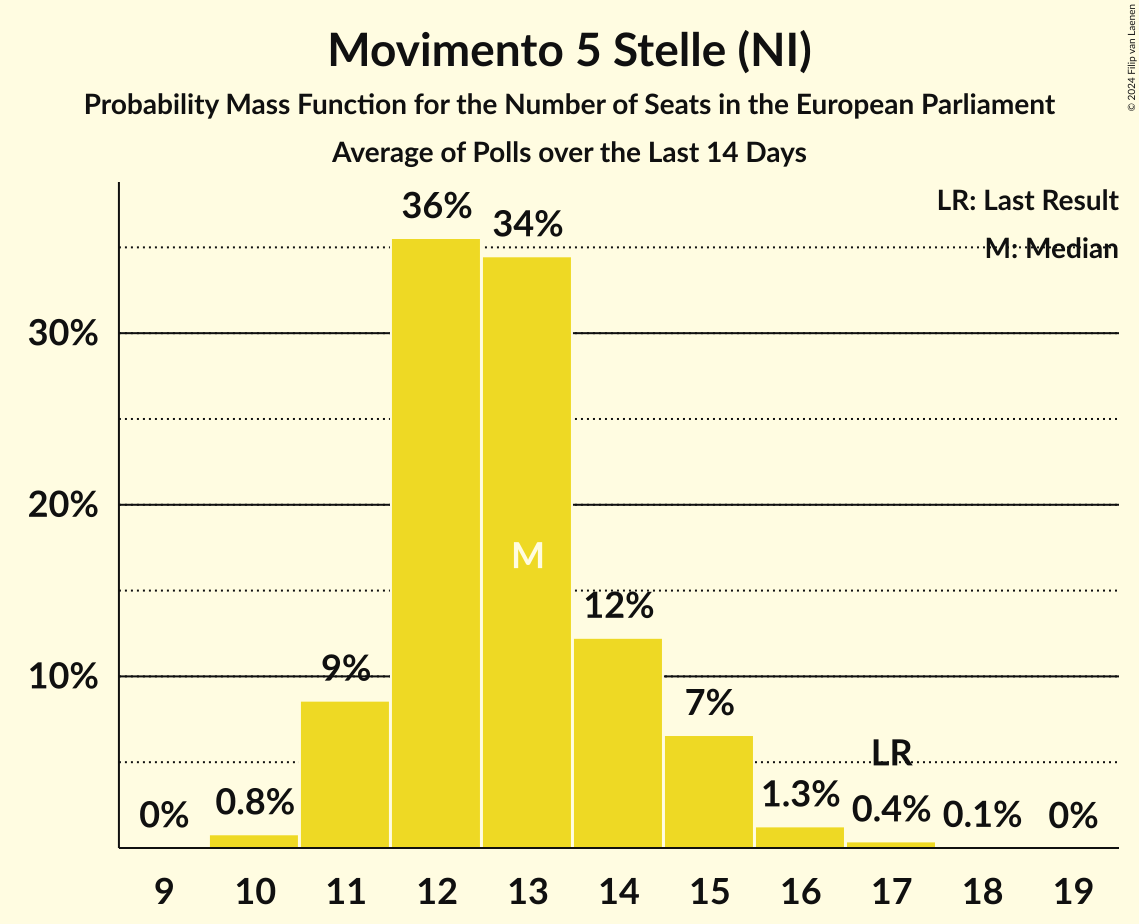 Movimento 5 Stelle (NI)
Probability Mass Function for the Number of Seats in the European Parliament
Average of Polls over the Last 14 Days
© 2024 Filip van Laenen
LR: Last Result
M: Median
36%
34%
30%
20%
M
12%
10%
9%
7%
LR
0%
0.8%
1.3%
0.4%
0.1%
0%
9 10 11 12 13 14 15 16 17 18 19